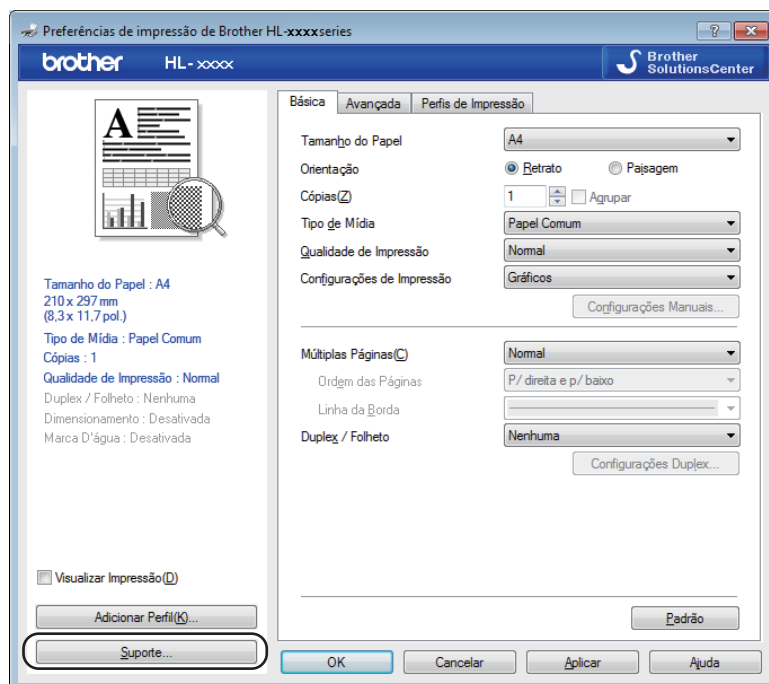 Preferências de impressão de Brother HL-xxxx series
brother HL-xxxx
Brother
SolutionsCenter
A
Tamanho do Papel : A4
210 x 297 mm
(8,3 x 11,7 pol.)
Tipo de Mídia : Papel Comum
Cópias : 1
Qualidade de Impressão : Normal
Duplex / Folheto : Nenhuma
Dimensionamento : Desativada
Marca D'água : Desativada
Visualizar Impressão(D)
Adicionar Perfil(K)...
Suporte...
Básica Avançada Perfis de Impressão
Tamanho do Papel A4
Orientação Retrato Paisagem
Cópias(Z) 1 Agrupar
Tipo de Mídia Papel Comum
Qualidade de Impressão Normal
Configurações de Impressão Gráficos
Configurações Manuais...
Múltiplas Páginas(C) Normal
Ordem das Páginas P/ direita e p/ baixo
Linha da Borda
Duplex / Folheto Nenhuma
Configurações Duplex...
Padrão
OK Cancelar Aplicar Ajuda